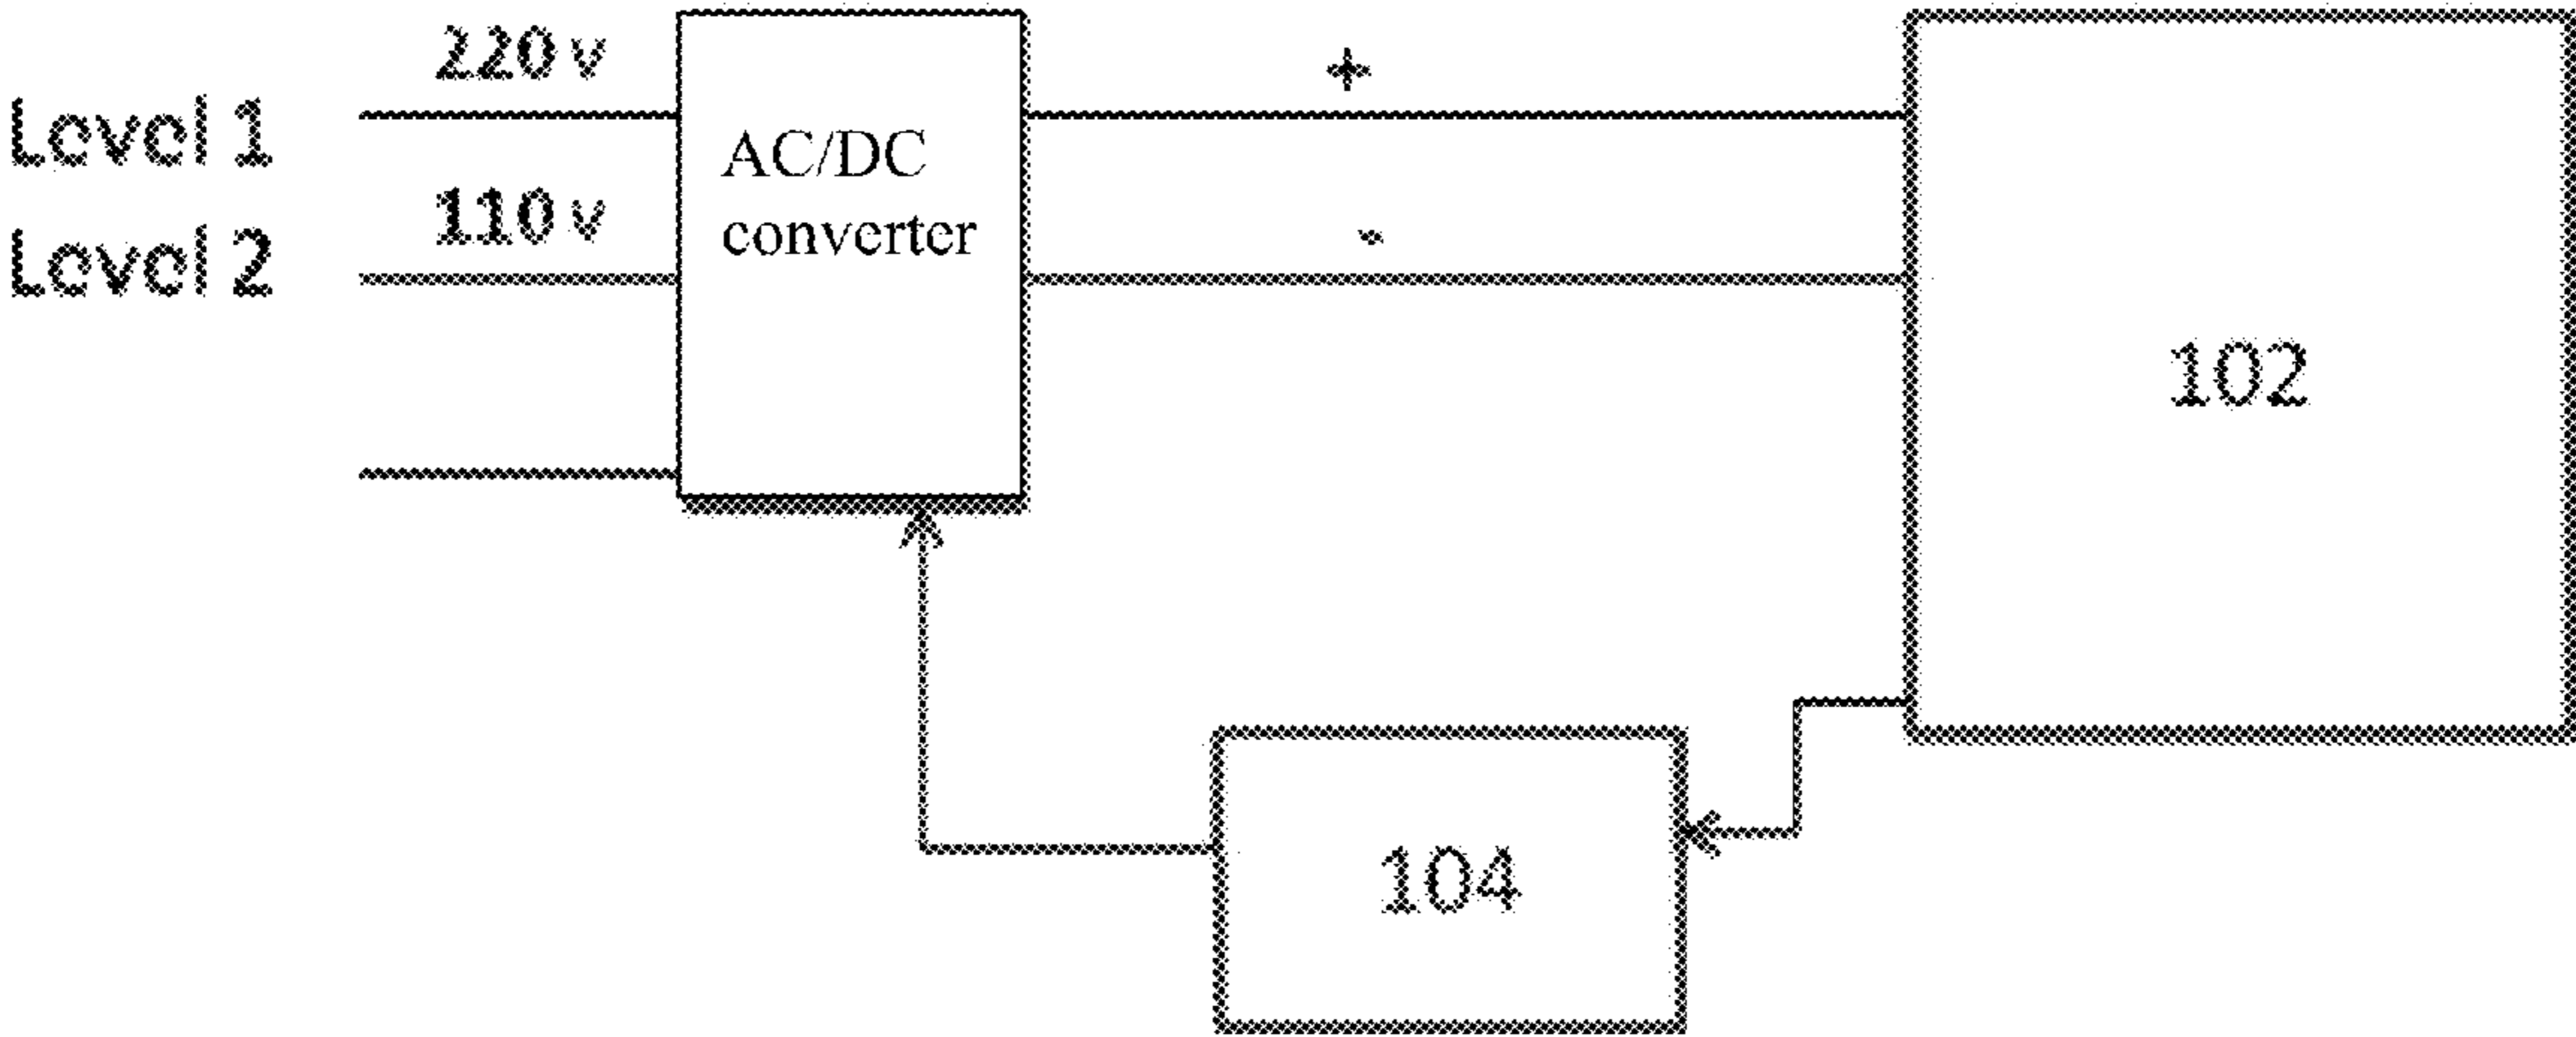 220 v
Level 1
110 v
Level 2
AC/DC
converter
+
-
102
104